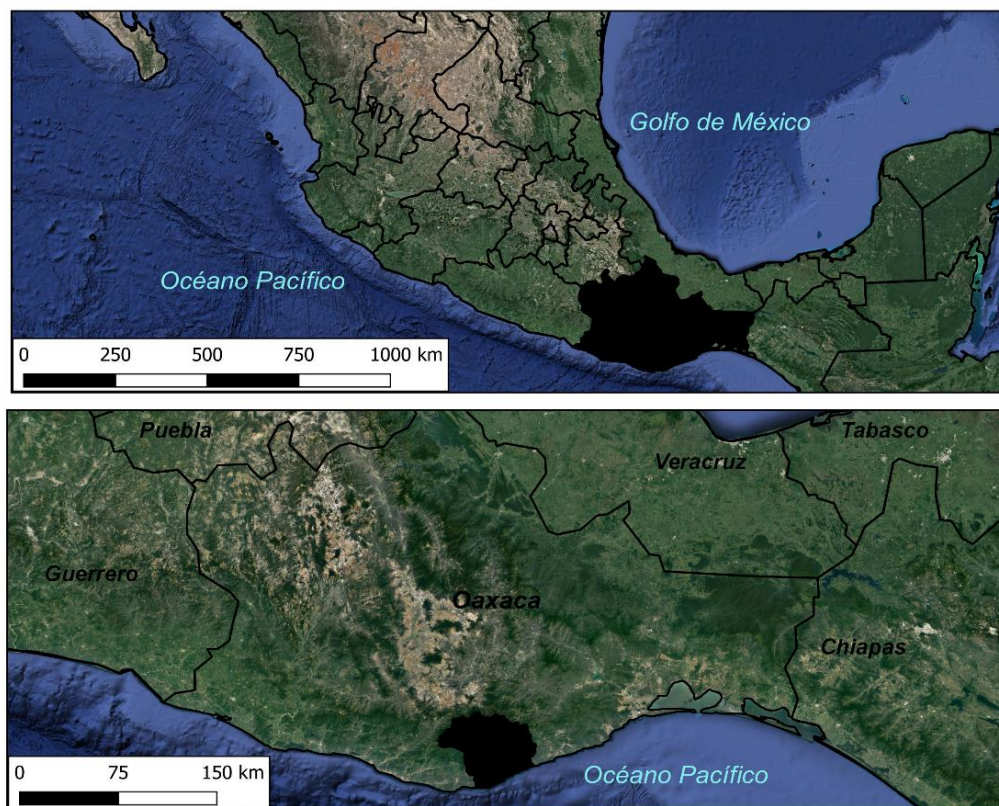 Golfo de México
Océano Pacífico
0 250 500 750 1000 km
Puebla
Tabasco
Veracruz
Guerrero
Oaxaca
Chiapas
0 75 150 km
Océano Pacífico